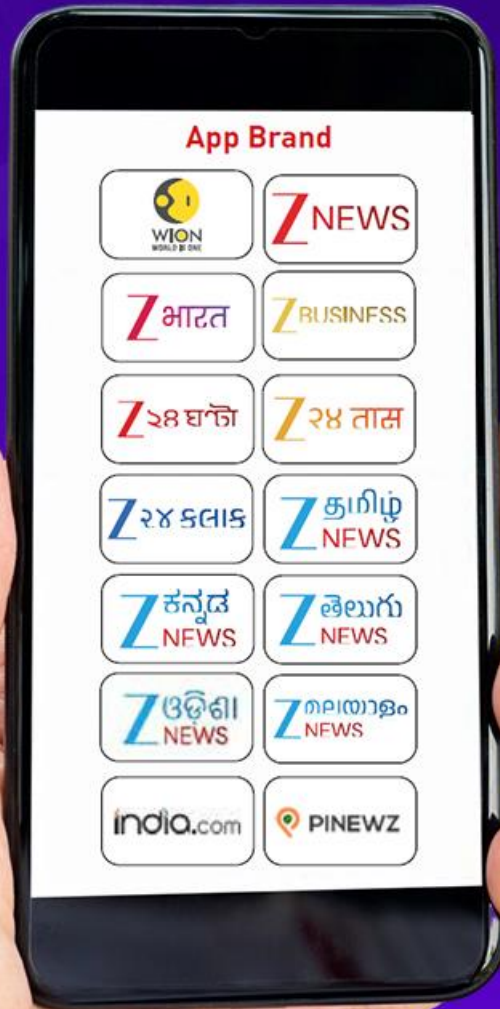 App Brand
WION
WORLD IS ONE
Z NEWS
Z भारत
Z BUSINESS
Z २४ ঘণ্টা
Z २४ तास
Z ૨૪ કલાક
Z தமிழ்
NEWS
Z ಕನ್ನಡ
NEWS
Z తెలుగు
NEWS
Z ଓଡ଼ିଶା
NEWS
Z മലയാളം
NEWS
india.com
PINEWZ